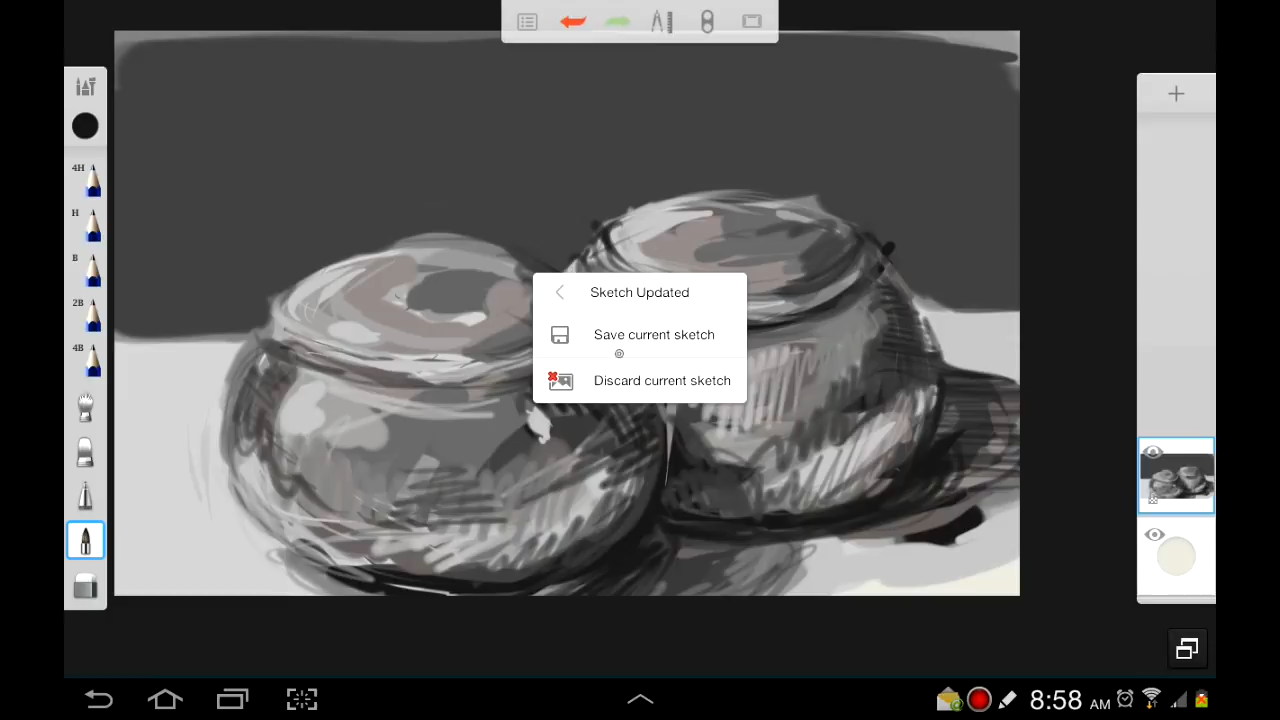 4H
H
B
2B
4B
Sketch Updated
Save current sketch
Discard current sketch
8:58 AM